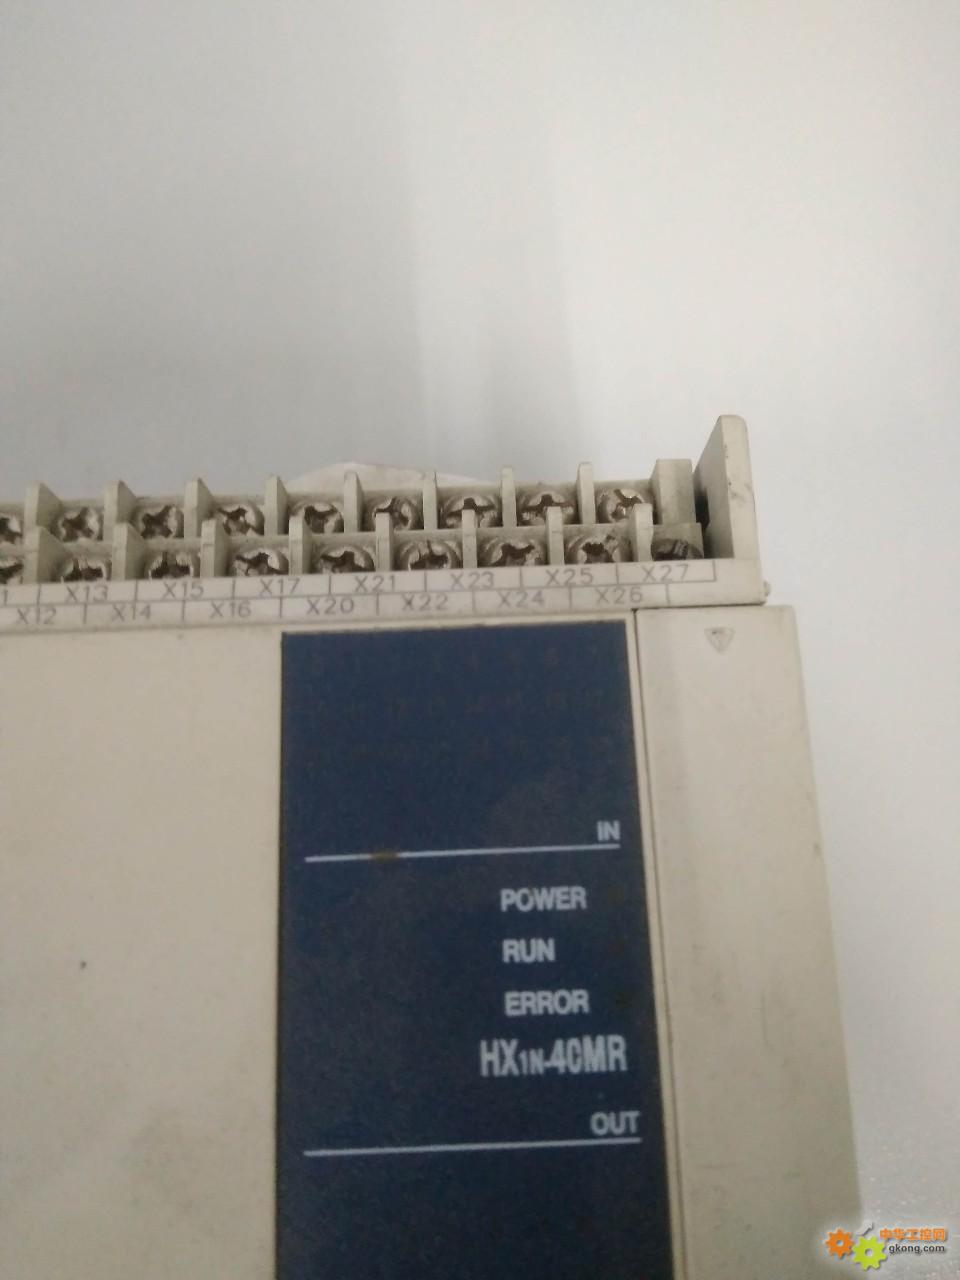 X13 X15 X17 X21 X23 X25 X27
X12 X14 X16 X20 X22 X24 X26
IN
POWER
RUN
ERROR
HX1N-40MR
OUT
中华工控网
gkong.com